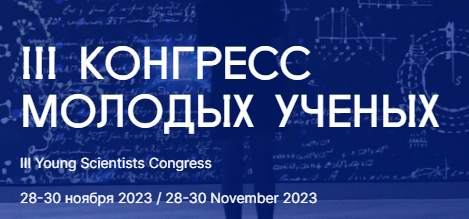 III КОНГРЕСС
МОЛОДЫХ УЧЕНЫХ
III Young Scientists Congress
28-30 ноября 2023 / 28-30 November 2023